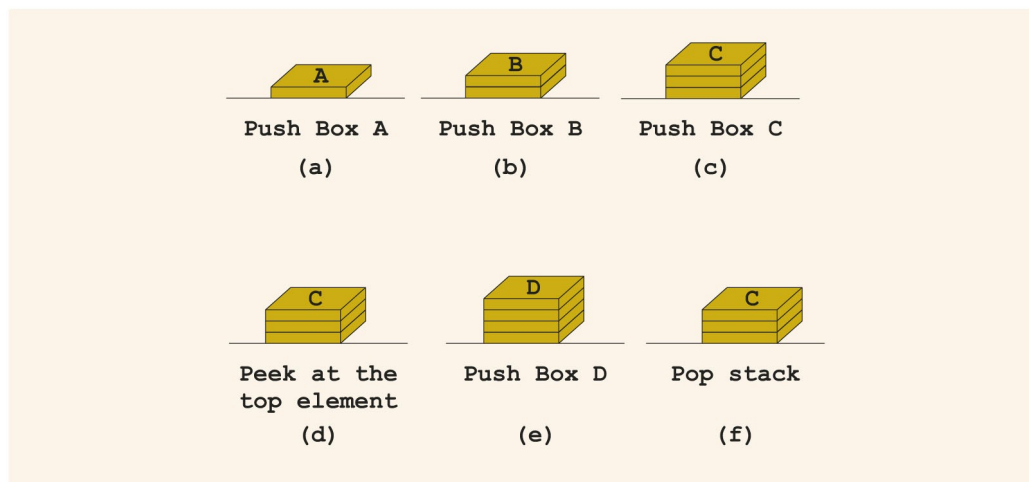 A B C
Push Box A Push Box B Push Box C
(a) (b) (c)
C D C
Peek at the Push Box D Pop stack
top element
(d) (e) (f)